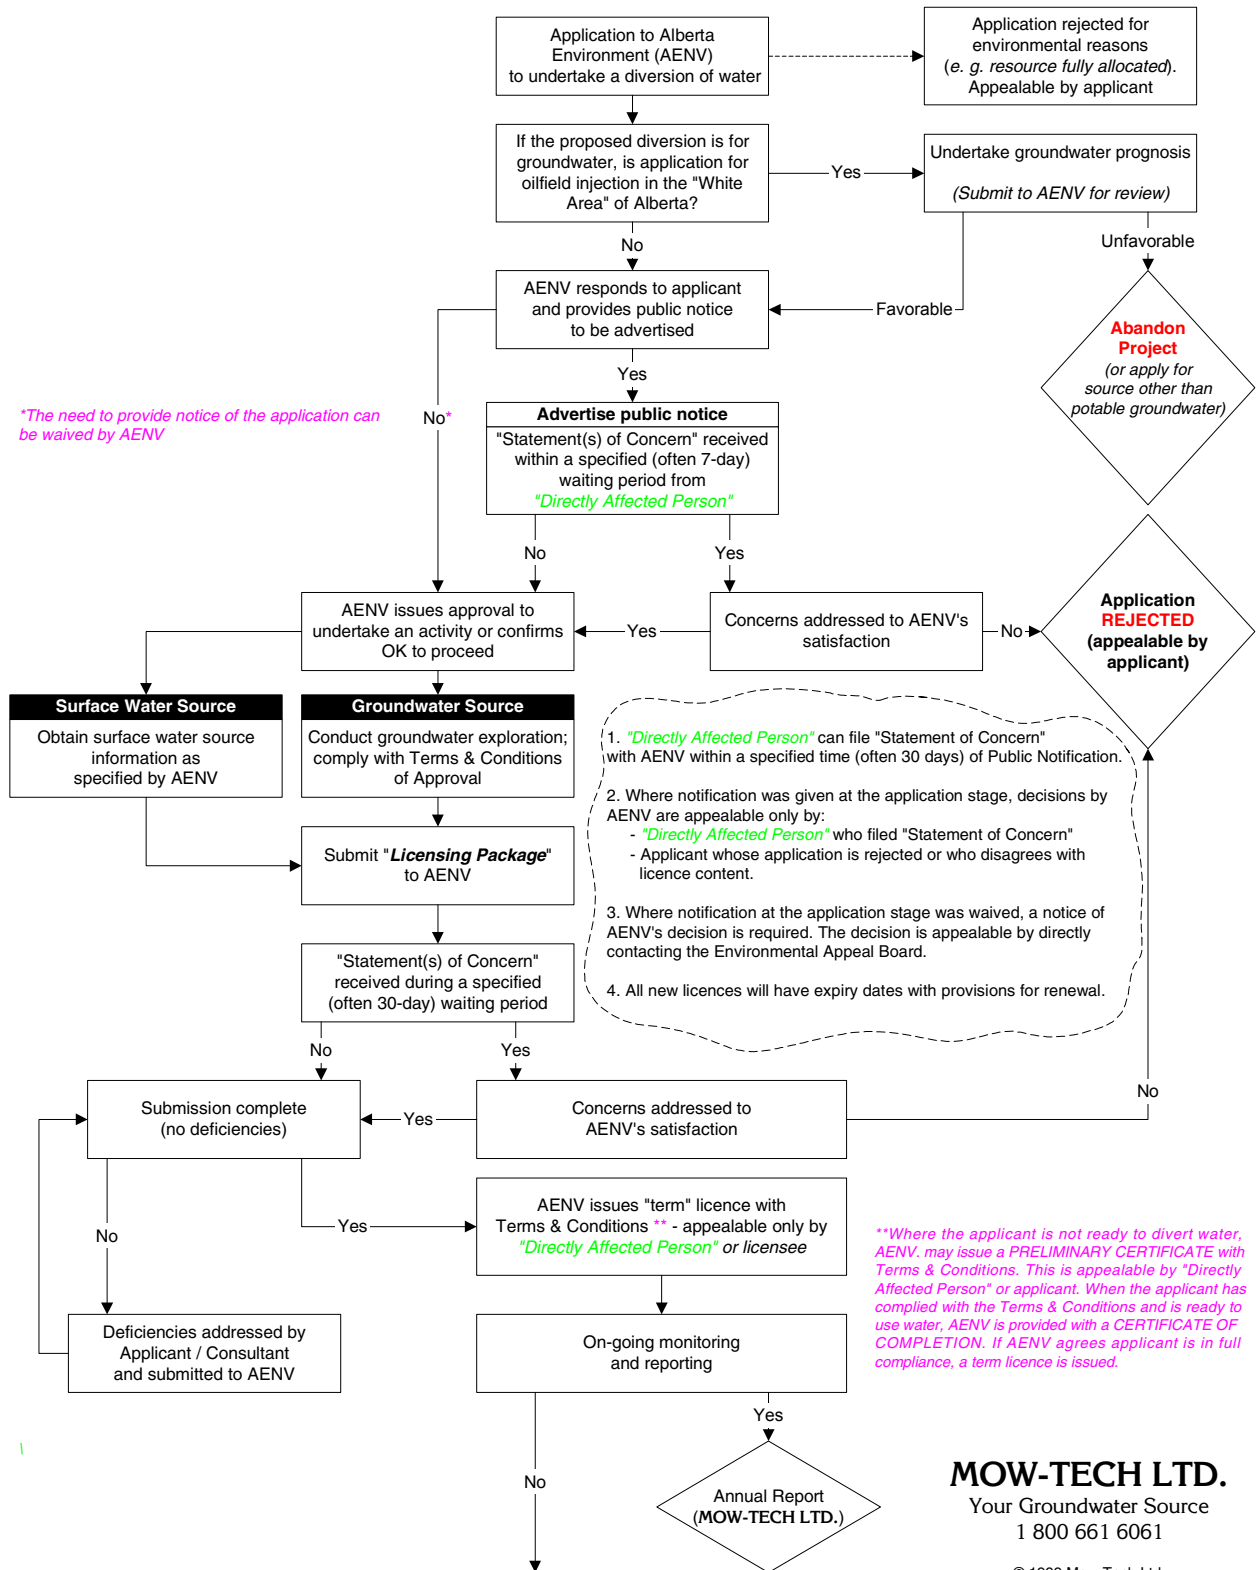 Application to Alberta
Environment (AENV)
to undertake a diversion of water
Application rejected for
environmental reasons
(e. g. resource fully allocated).
Appealable by applicant
If the proposed diversion is for
groundwater, is application for
oilfield injection in the "White
Area" of Alberta?
Yes
Undertake groundwater prognosis
(Submit to AENV for review)
No
Unfavorable
AENV responds to applicant
and provides public notice
to be advertised
Favorable
Abandon
Project
(or apply for
source other than
potable groundwater)
Yes
*The need to provide notice of the application can
be waived by AENV
No*
Advertise public notice
"Statement(s) of Concern" received
within a specified (often 7-day)
waiting period from
"Directly Affected Person"
No
Yes
AENV issues approval to
undertake an activity or confirms
OK to proceed
Yes
Concerns addressed to AENV's
satisfaction
No
Application
REJECTED
(appealable by
applicant)
Surface Water Source
Obtain surface water source
information as
specified by AENV
Groundwater Source
Conduct groundwater exploration;
comply with Terms & Conditions
of Approval
1. "Directly Affected Person" can file "Statement of Concern"
with AENV within a specified time (often 30 days) of Public Notification.
2. Where notification was given at the application stage, decisions by
AENV are appealable only by:
- "Directly Affected Person" who filed "Statement of Concern"
- Applicant whose application is rejected or who disagrees with
licence content.
3. Where notification at the application stage was waived, a notice of
AENV's decision is required. The decision is appealable by directly
contacting the Environmental Appeal Board.
4. All new licences will have expiry dates with provisions for renewal.
Submit "Licensing Package"
to AENV
"Statement(s) of Concern"
received during a specified
(often 30-day) waiting period
No
Yes
Submission complete
(no deficiencies)
Yes
Concerns addressed to
AENV's satisfaction
No
No
Yes
AENV issues "term" licence with
Terms & Conditions ** - appealable only by
"Directly Affected Person" or licensee
**Where the applicant is not ready to divert water,
AENV. may issue a PRELIMINARY CERTIFICATE with
Terms & Conditions. This is appealable by "Directly
Affected Person" or applicant. When the applicant has
complied with the Terms & Conditions and is ready to
use water, AENV is provided with a CERTIFICATE OF
COMPLETION. If AENV agrees applicant is in full
compliance, a term licence is issued.
Deficiencies addressed by
Applicant / Consultant
and submitted to AENV
On-going monitoring
and reporting
Yes
No
\
Annual Report
(MOW-TECH LTD.)
MOW-TECH LTD.
Your Groundwater Source
1 800 661 6061